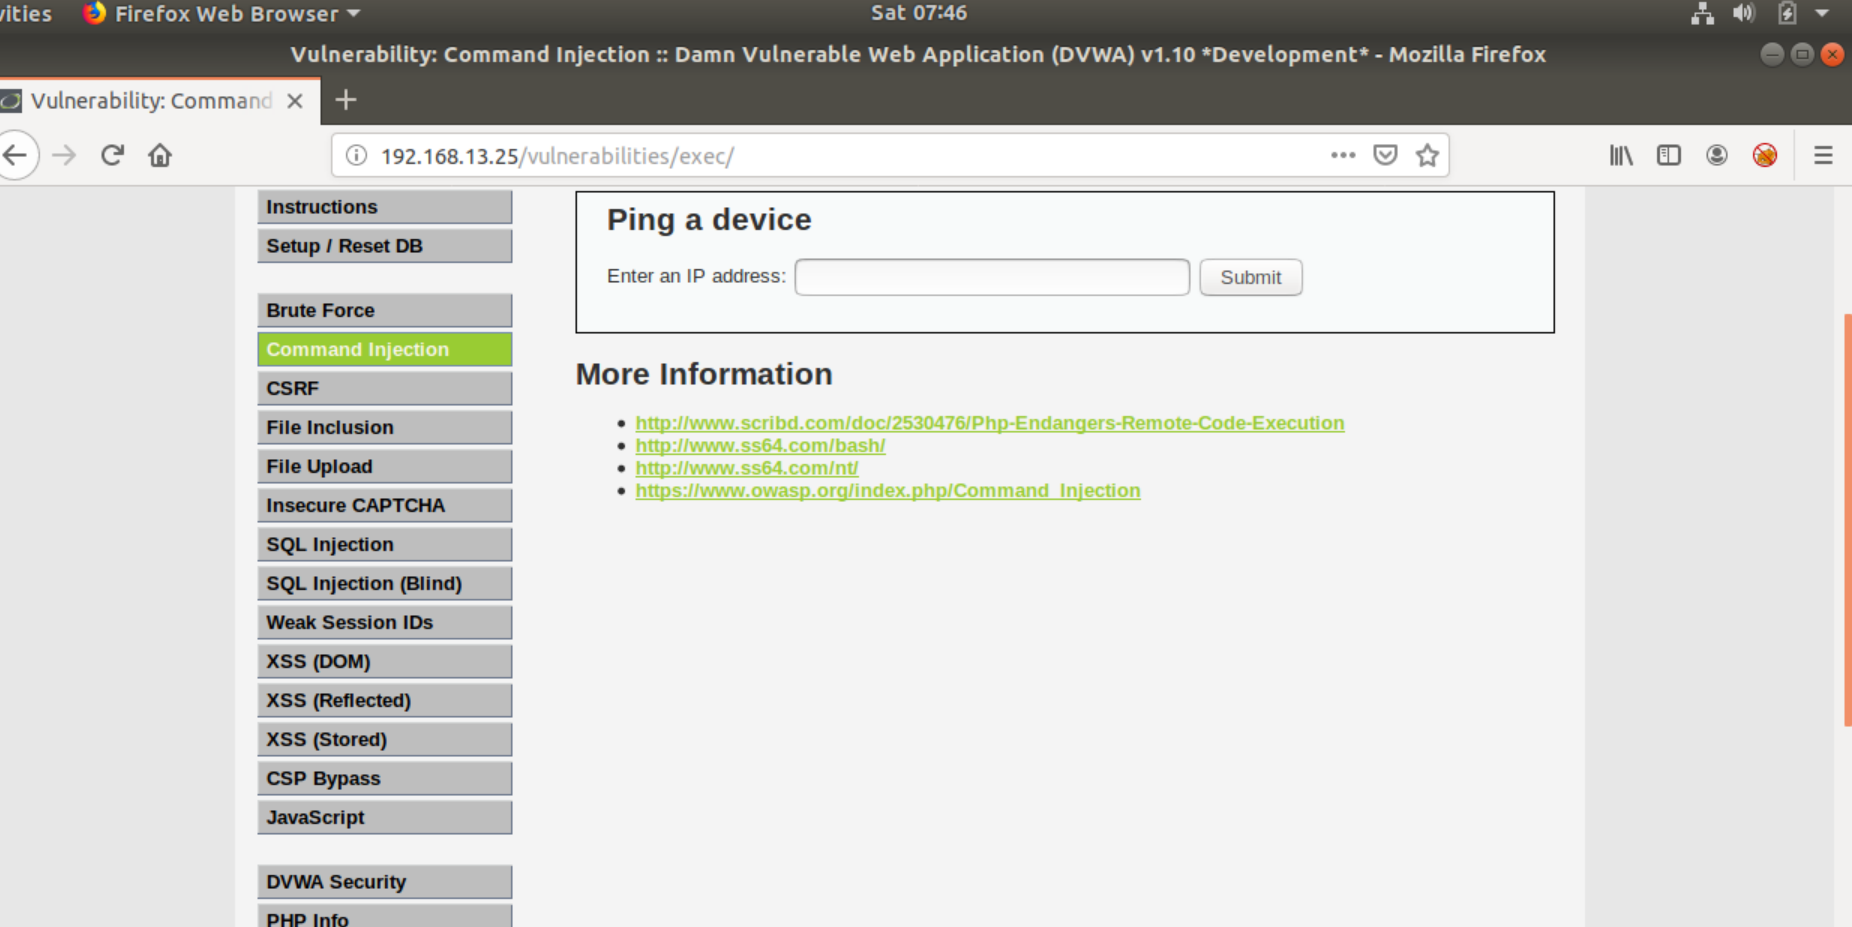 vities Firefox Web Browser Sat 07:46
Vulnerability: Command Injection :: Damn Vulnerable Web Application (DVWA) v1.10 *Development* - Mozilla Firefox
Vulnerability: Command
192.168.13.25/vulnerabilities/exec/
Instructions
Setup / Reset DB
Brute Force
Command Injection
CSRF
File Inclusion
File Upload
Insecure CAPTCHA
SQL Injection
SQL Injection (Blind)
Weak Session IDs
XSS (DOM)
XSS (Reflected)
XSS (Stored)
CSP Bypass
JavaScript
DVWA Security
PHP Info
Ping a device
Enter an IP address: Submit
More Information
http://www.scribd.com/doc/2530476/Php-Endangers-Remote-Code-Execution
http://www.ss64.com/bash/
http://www.ss64.com/nt/
https://www.owasp.org/index.php/Command_Injection